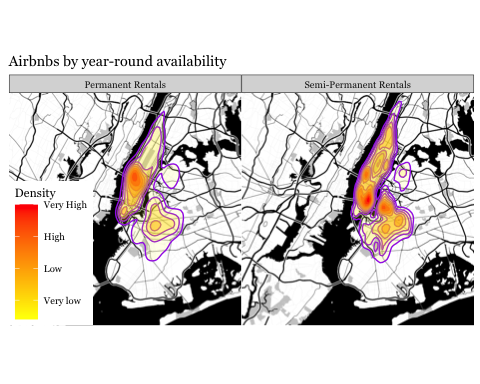 Airbnbs by year-round availability
Permanent Rentals
Semi-Permanent Rentals
Density
Very High
High
Low
Very low